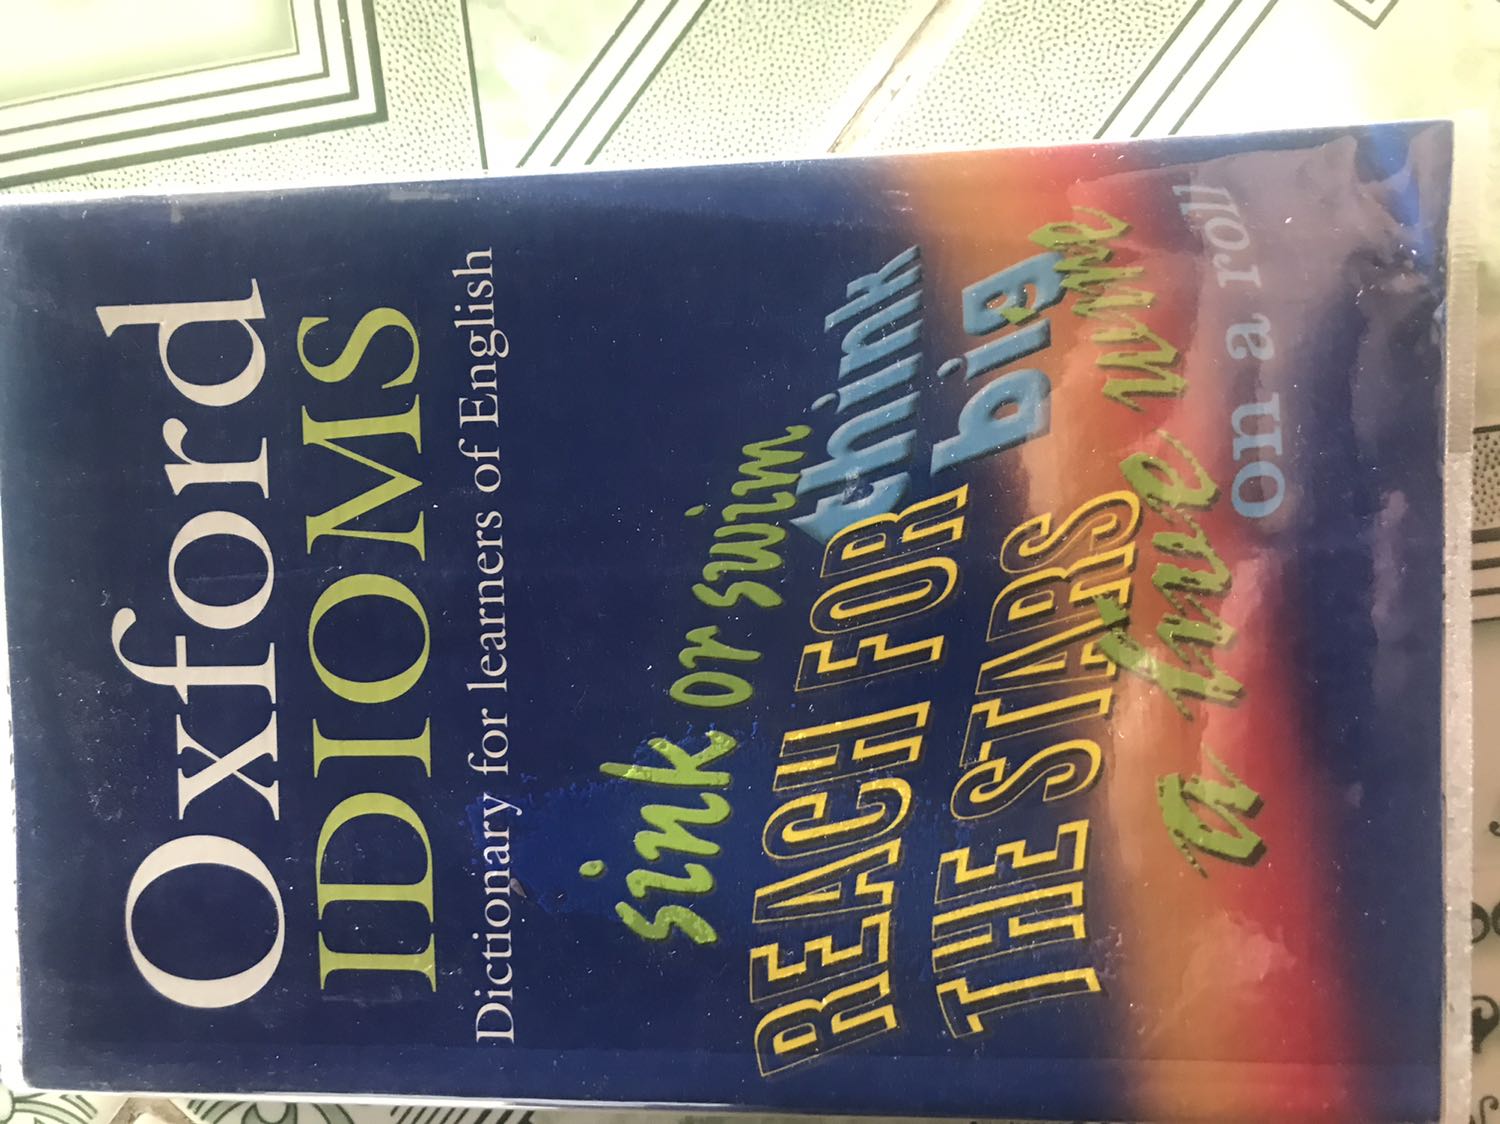 Oxford
IDIOMS
Dictionary for learners of English
sink or swim
think
big
REACH FOR
THE STARS
a fine line
on a roll